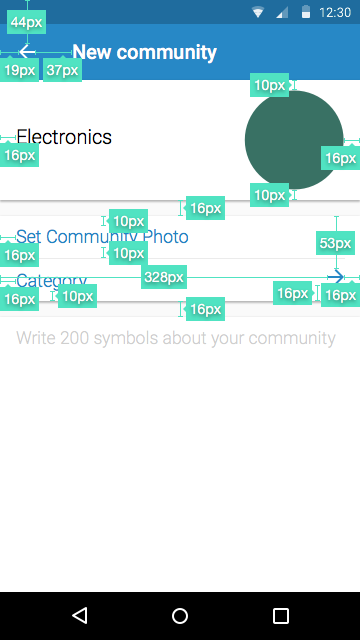 12:30
44px
New community
19px
37px
10px
Electronics
16px
16px
10px
16px
10px
Set Community Photo
53px
10px
16px
Category
328px
16px
10px
16px
16px
16px
Write 200 symbols about your community